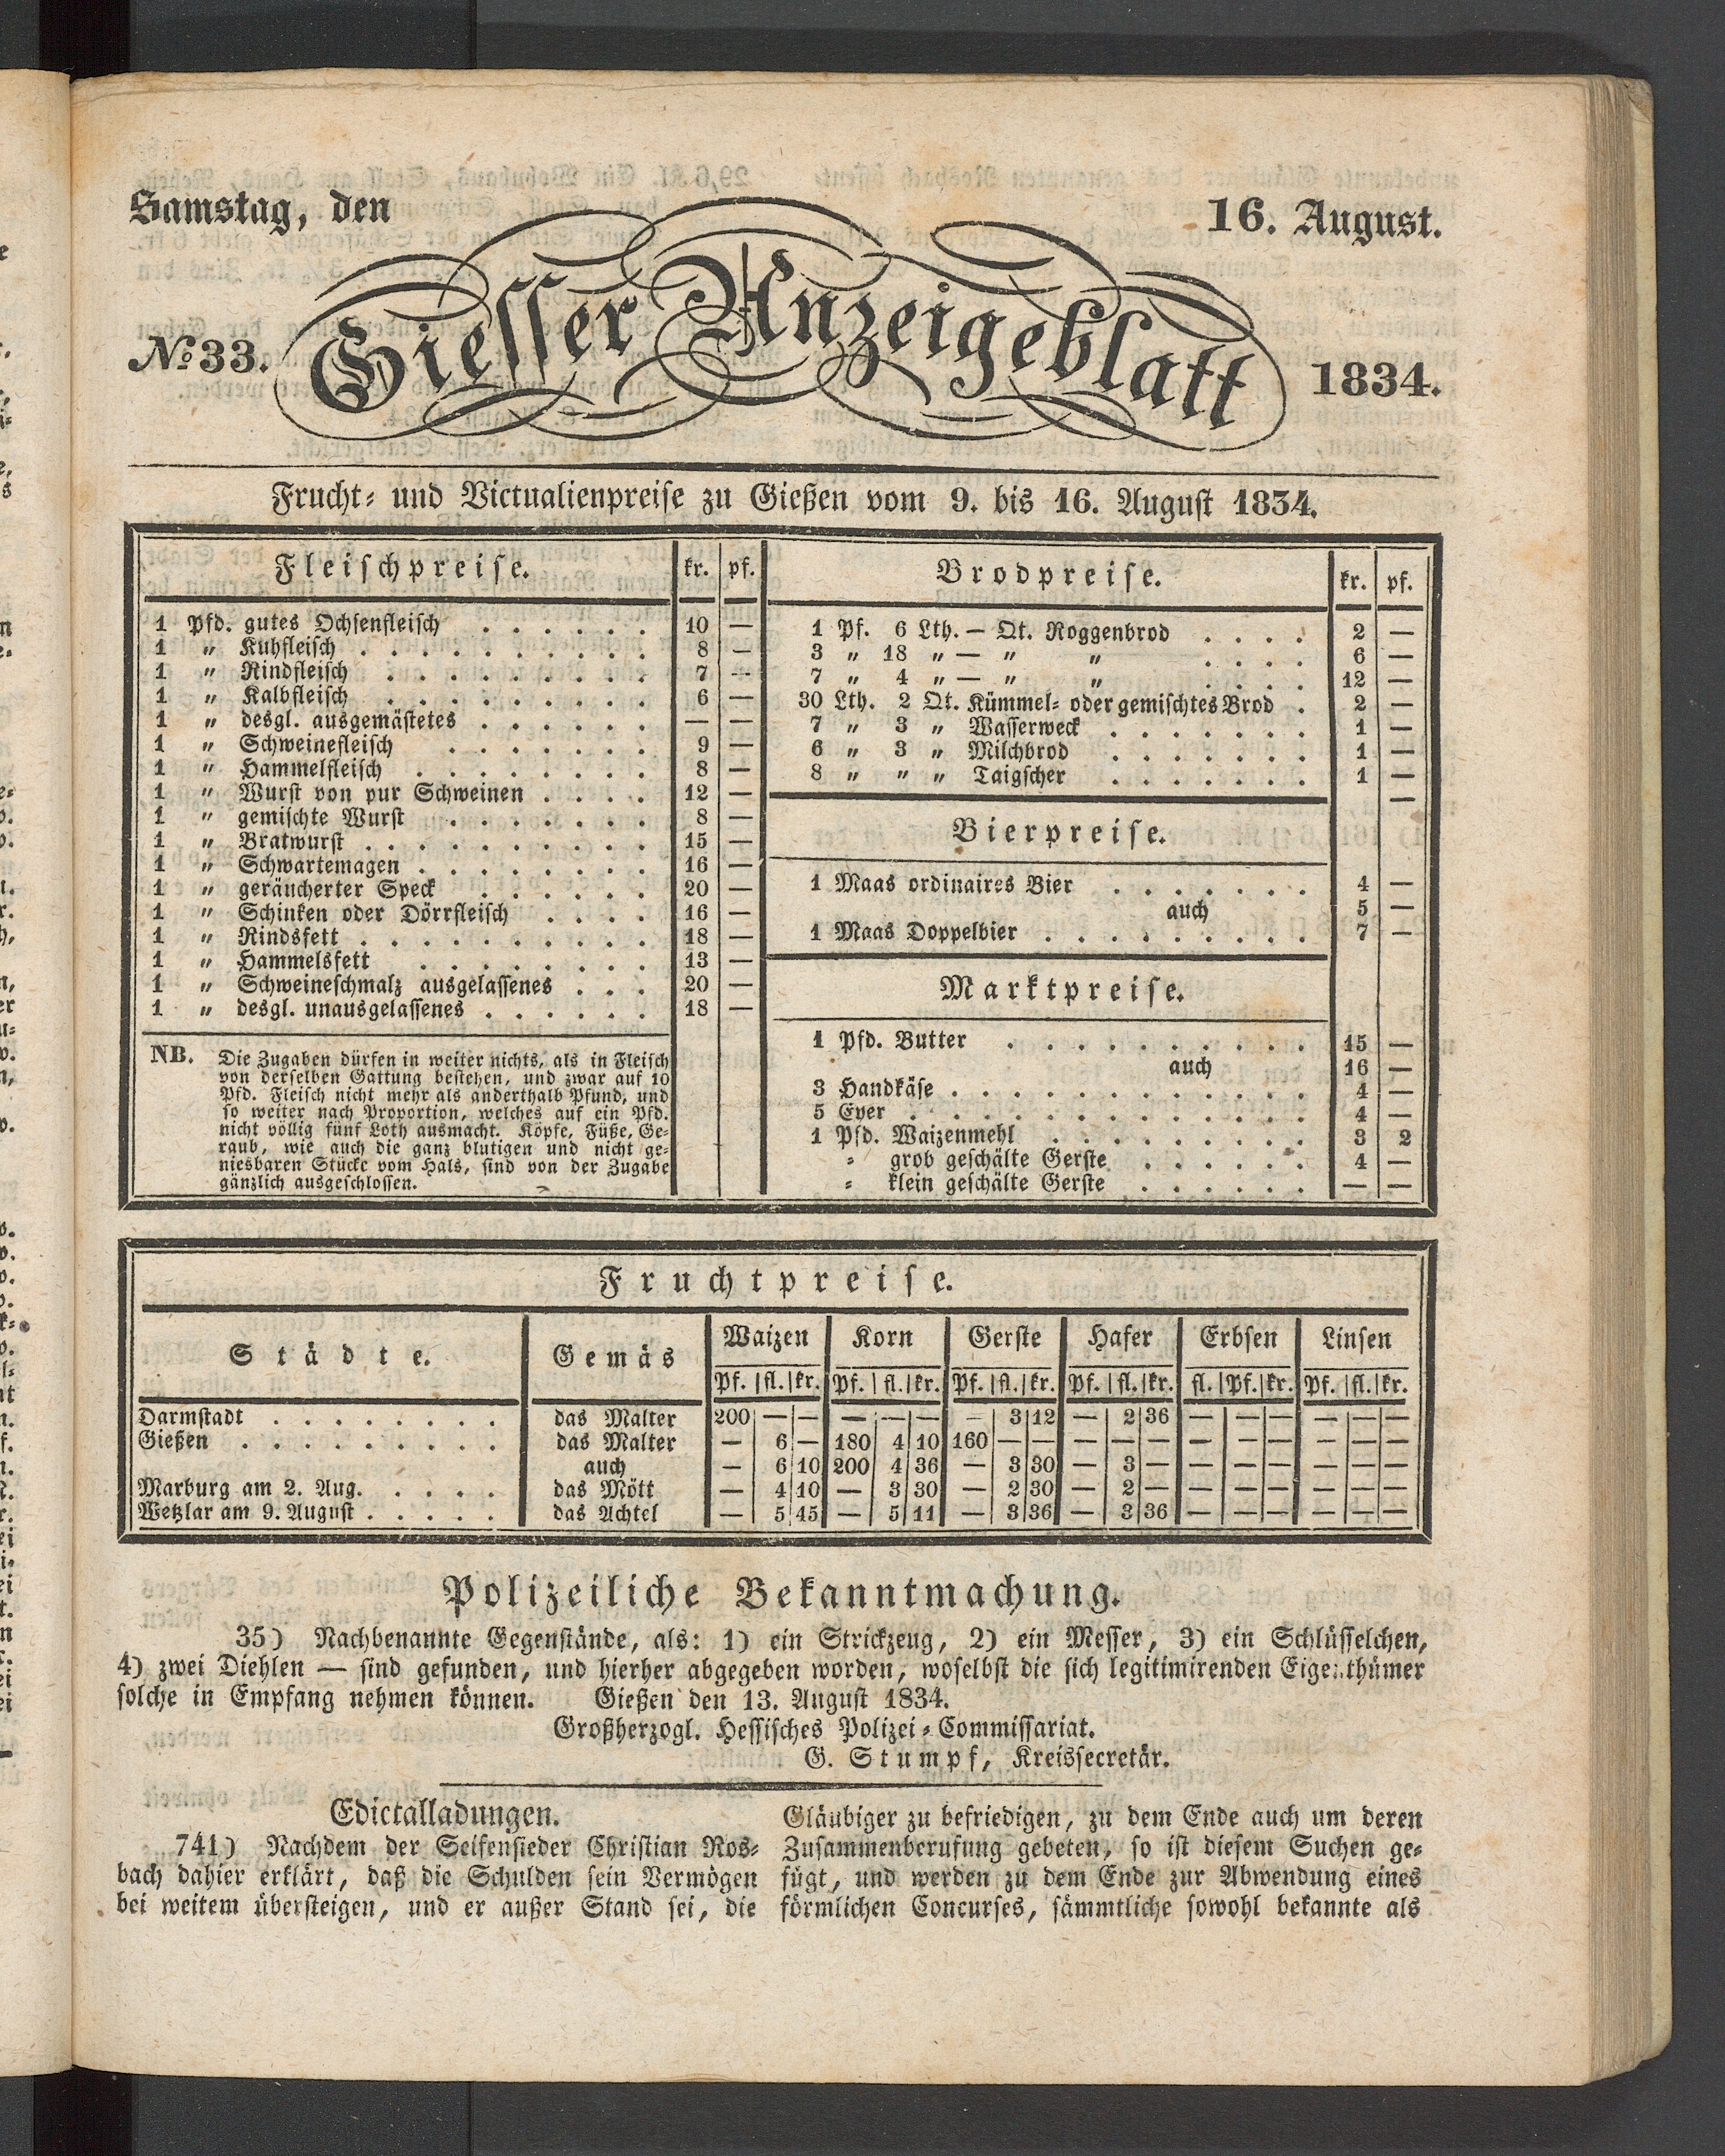 Samstag, den 16. August.
No 33. Giesser Anzeigeblatt 1834.
Frucht- und Victualienpreise zu Gießen vom 9. bis 16. August 1834.
Fleischpreise. kr. pf.
1 Pfd. gutes Ochsenfleisch . . . . . . 10 —
1 „ Kuhfleisch . . . . . . . . . . 8 —
1 „ Rindfleisch . . . . . . . . . 7 —
1 „ Kalbfleisch . . . . . . . . . 6 —
1 „ desgl. ausgemästetes . . . . . . — —
1 „ Schweinefleisch . . . . . . . 9 —
1 „ Hammelfleisch . . . . . . . . 8 —
1 „ Wurst von pur Schweinen . . . . 12 —
1 „ gemischte Wurst . . . . . . . 8 —
1 „ Bratwurst . . . . . . . . . . 15 —
1 „ Schwartemagen . . . . . . . . 16 —
1 „ geräucherter Speck . . . . . . 20 —
1 „ Schinken oder Dörrfleisch . . . . 16 —
1 „ Rindsfett . . . . . . . . . . 18 —
1 „ Hammelsfett . . . . . . . . 13 —
1 „ Schweineschmalz ausgelassenes . . . 20 —
1 „ desgl. unausgelassenes . . . . . . 18 —
NB. Die Zugaben dürfen in weiter nichts, als in Fleisch
von derselben Gattung bestehen, und zwar auf 10
Pfd. Fleisch nicht mehr als anderthalb Pfund, und
so weiter nach Proportion, welches auf ein Pfd.
nicht völlig fünf Loth ausmacht. Köpfe, Füße, Ge-
raub, wie auch die ganz blutigen und nicht ge-
niesbaren Stücke vom Hals, sind von der Zugabe
gänzlich ausgeschlossen.
Brodpreise. kr. pf.
1 Pf. 6 Lth. — Qt. Roggenbrod . . . . 2 —
3 „ 18 „ — „ „ . . . . 6 —
7 „ 4 „ — „ „ . . . . 12 —
30 Lth. 2 Qt. Kümmel- oder gemischtes Brod . 2 —
7 „ 3 „ Wasserweck . . . . . . . 1 —
6 „ 3 „ Milchbrod . . . . . . . 1 —
8 „ „ „ Taigscher . . . . . . . 1 —
—
Bierpreise.
1 Maas ordinaires Bier . . . . . . . 4 —
auch 5 —
1 Maas Doppelbier . . . . . . . . . 7 —
Marktpreise.
1 Pfd. Butter . . . . . . . . . . 15 —
auch 16 —
3 Handkäse . . . . . . . . . . . . 4 —
5 Eyer . . . . . . . . . . . . . 4 —
1 Pfd. Waizenmehl . . . . . . . . . 3 2
- grob geschälte Gerste . . . . . . 4 —
- klein geschälte Gerste . . . . . . — —
Fruchtpreise.
Städte. Gemäs Waizen Korn Gerste Hafer Erbsen Linsen
Pf. | fl. | kr. Pf. | fl. | kr. Pf. | fl. | kr. Pf. | fl. | kr. fl. | Pf. | kr. Pf. | fl. | kr.
Darmstadt . . . . . . . . das Malter 200 — — — — — — 3 12 — 2 36 — — — — — —
Gießen . . . . . . . . . das Malter — 6 — 180 4 10 160 — — — — — — — — — — —
auch — 6 10 200 4 36 — 3 30 — 3 — — — — — — —
Marburg am 2. Aug. . . . . . das Mött — 4 10 — 3 30 — 2 30 — 2 — — — — — — —
Wetzlar am 9. August . . . . . das Achtel — 5 45 — 5 11 — 3 36 — 3 36 — — — — — —
Polizeiliche Bekanntmachung.
35) Nachbenannte Gegenstände, als: 1) ein Strickzeug, 2) ein Messer, 3) ein Schlüsselchen,
4) zwei Diehlen — sind gefunden, und hierher abgegeben worden, woselbst die sich legitimirenden Eigenthümer
solche in Empfang nehmen können. Gießen den 13. August 1834.
Großherzogl. Hessisches Polizei-Commissariat.
G. Stumpf, Kreissecretär.
Edictalladungen.
741) Nachdem der Seifensieder Christian Ros-
bach dahier erklärt, daß die Schulden sein Vermögen
bei weitem übersteigen, und er außer Stand sei, die
Gläubiger zu befriedigen, zu dem Ende auch um deren
Zusammenberufung gebeten, so ist diesem Suchen ge-
fügt, und werden zu dem Ende zur Abwendung eines
förmlichen Concurses, sämmtliche sowohl bekannte als